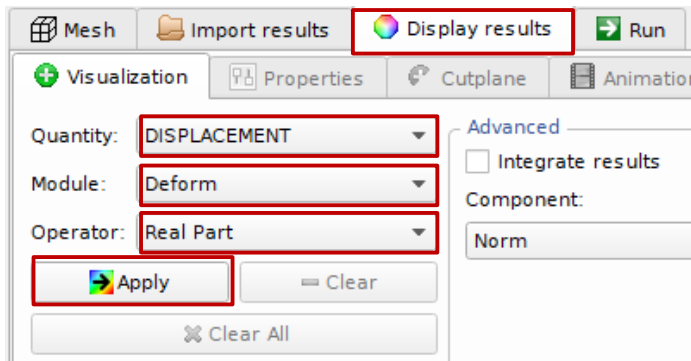 Mesh Import results Display results Run
Visualization Properties Cutplane Animation
Quantity: DISPLACEMENT Advanced
Integrate results
Module: Deform
Component:
Operator: Real Part
Norm
Apply Clear
Clear All